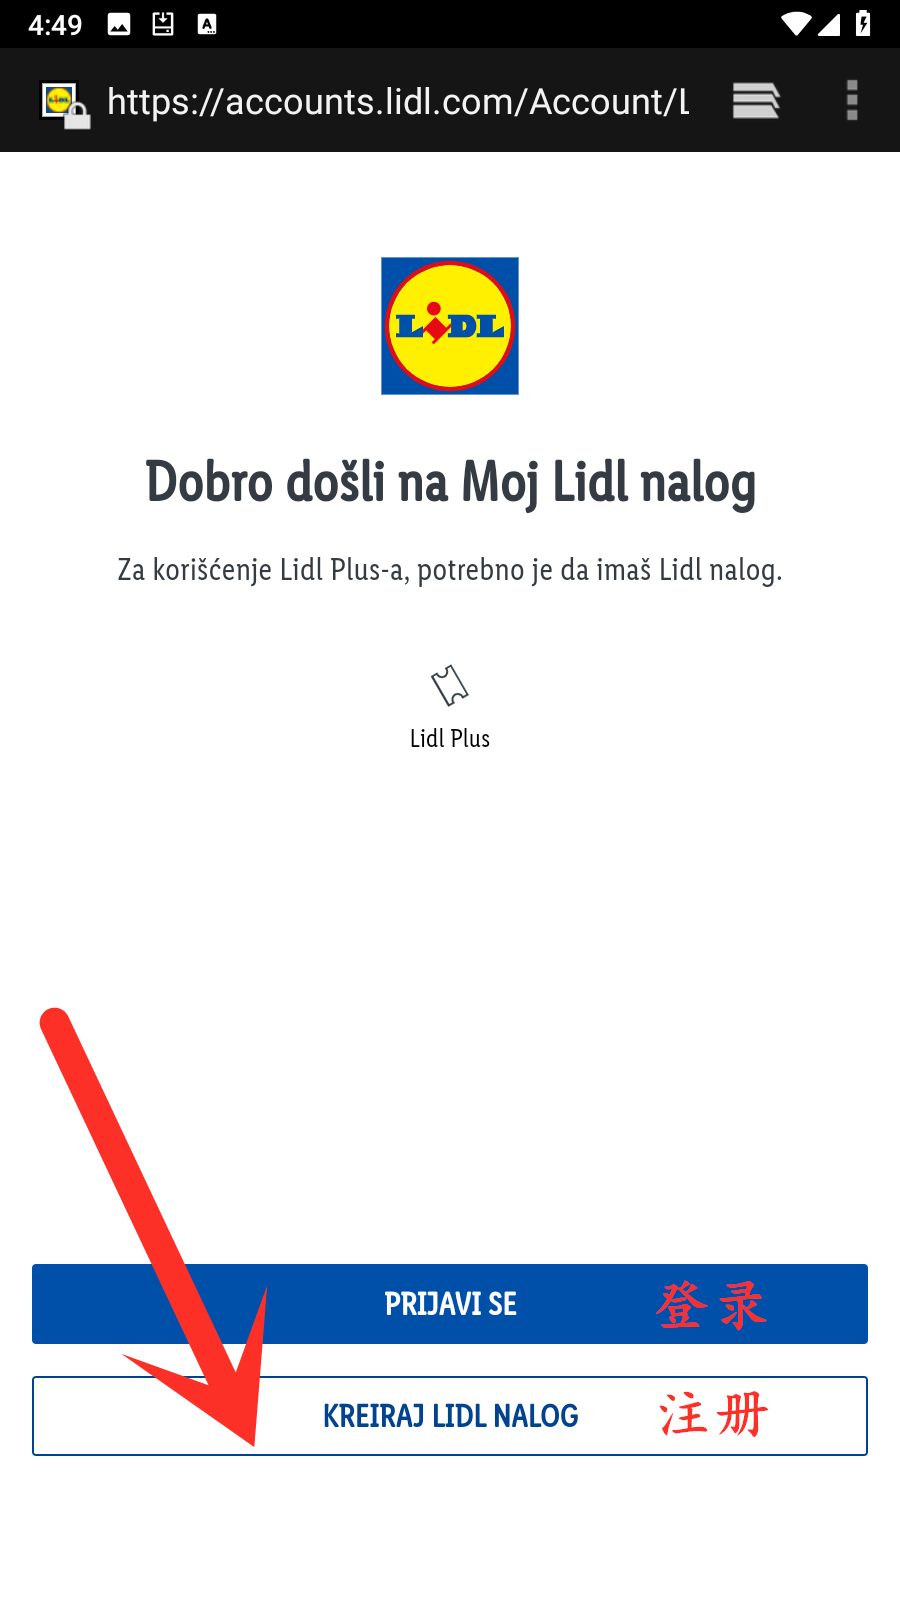 4:49
A
https://accounts.lidl.com/Account/L
LiDL
Dobro došli na Moj Lidl nalog
Za korišćenje Lidl Plus-a, potrebno je da imaš Lidl nalog.
Lidl Plus
PRIJAVI SE 登录
KREIRAJ LIDL NALOG 注册